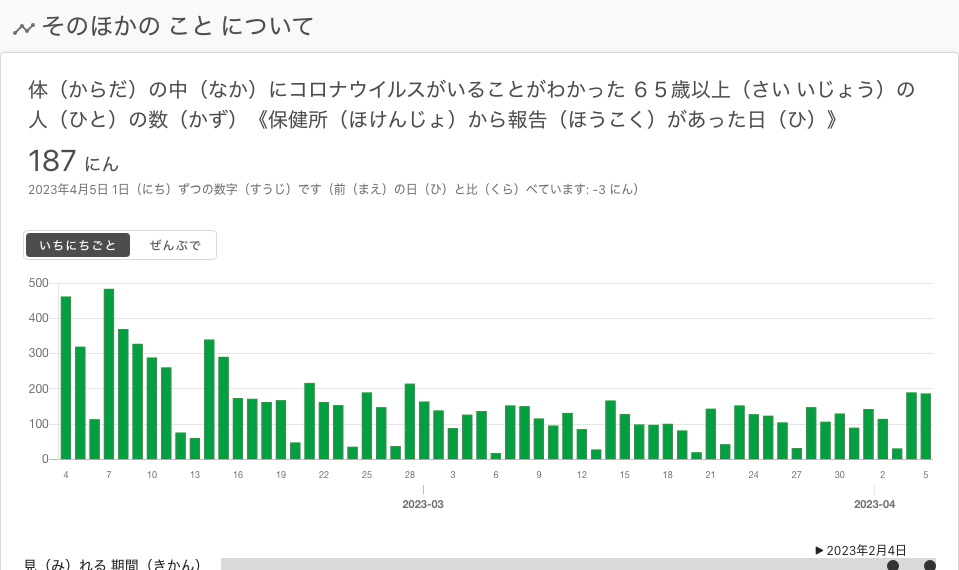 そのほかの こと について
体（からだ）の中（なか）にコロナウイルスがいることがわかった ６５歳以上（さい いじょう）の
人（ひと）の数（かず）《保健所（ほけんじょ）から報告（ほうこく）があった日（ひ）》
187 にん
2023年4月5日 1日（にち）ずつの数字（すうじ）です（前（まえ）の日（ひ）と比（くら）べています: -3 にん）
いちにちごと ぜんぶで
500
400
300
200
100
0
4 7 10 13 16 19 22 25 28 3 6 9 12 15 18 21 24 27 30 2 5
2023-03 2023-04
▶ 2023年2月4日
見（み）れる 期間（きかん）